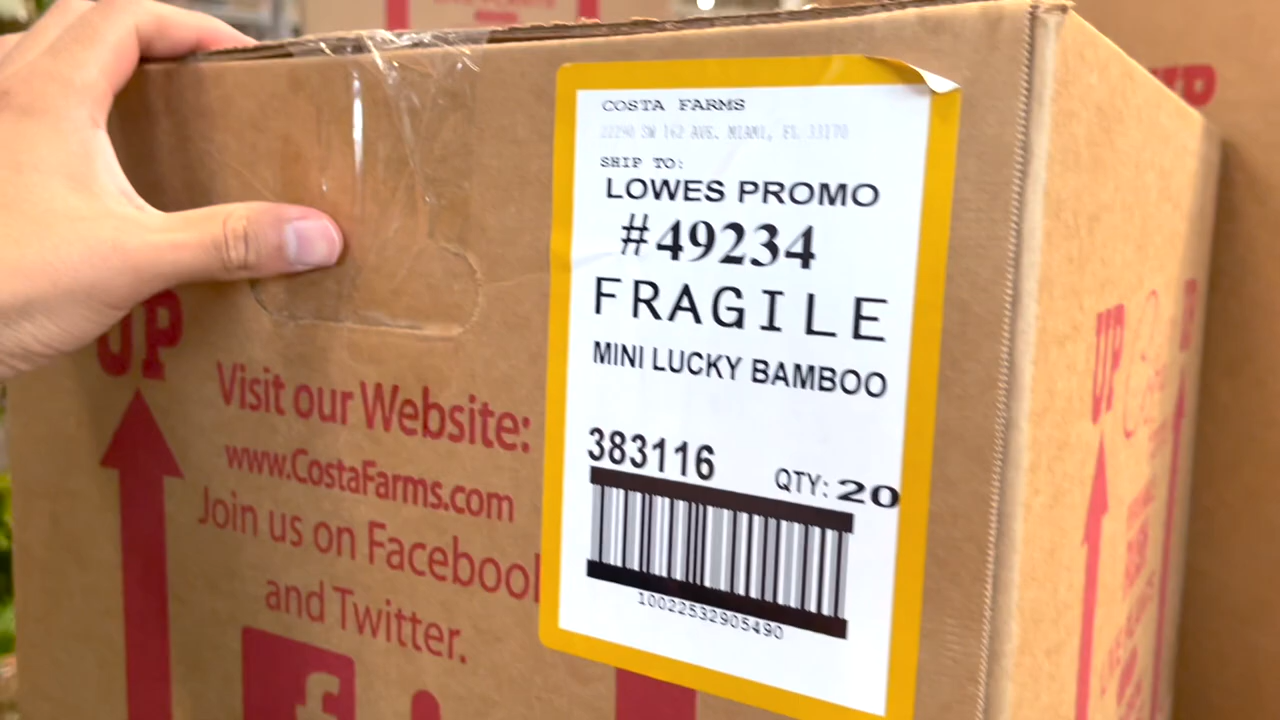 COSTA FARMS
22290 SW 162 AVE. MIAMI, FL 33170
SHIP TO:
LOWES PROMO
#49234
FRAGILE
MINI LUCKY BAMBOO
383116
QTY: 20
10022532905490
UP
Visit our Website:
www.CostaFarms.com
Join us on Facebook
and Twitter.
f
UP
UP